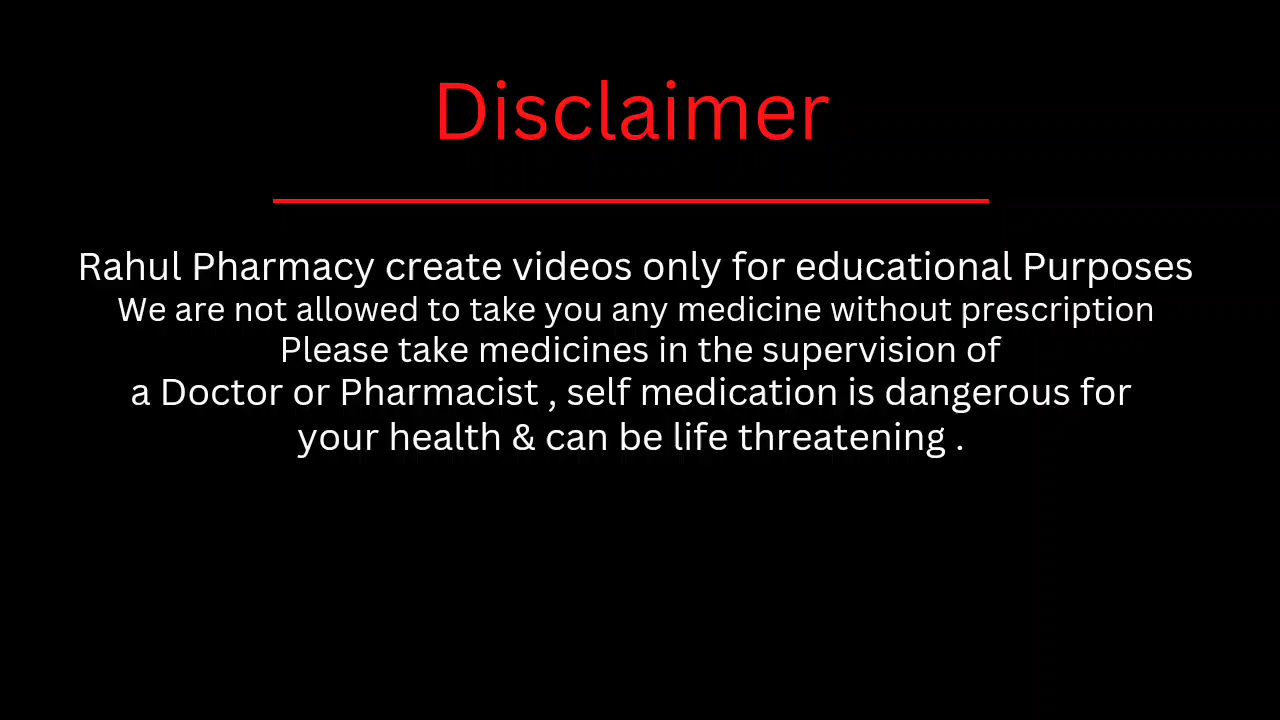 Disclaimer
Rahul Pharmacy create videos only for educational Purposes
We are not allowed to take you any medicine without prescription
Please take medicines in the supervision of
a Doctor or Pharmacist , self medication is dangerous for
your health & can be life threatening .